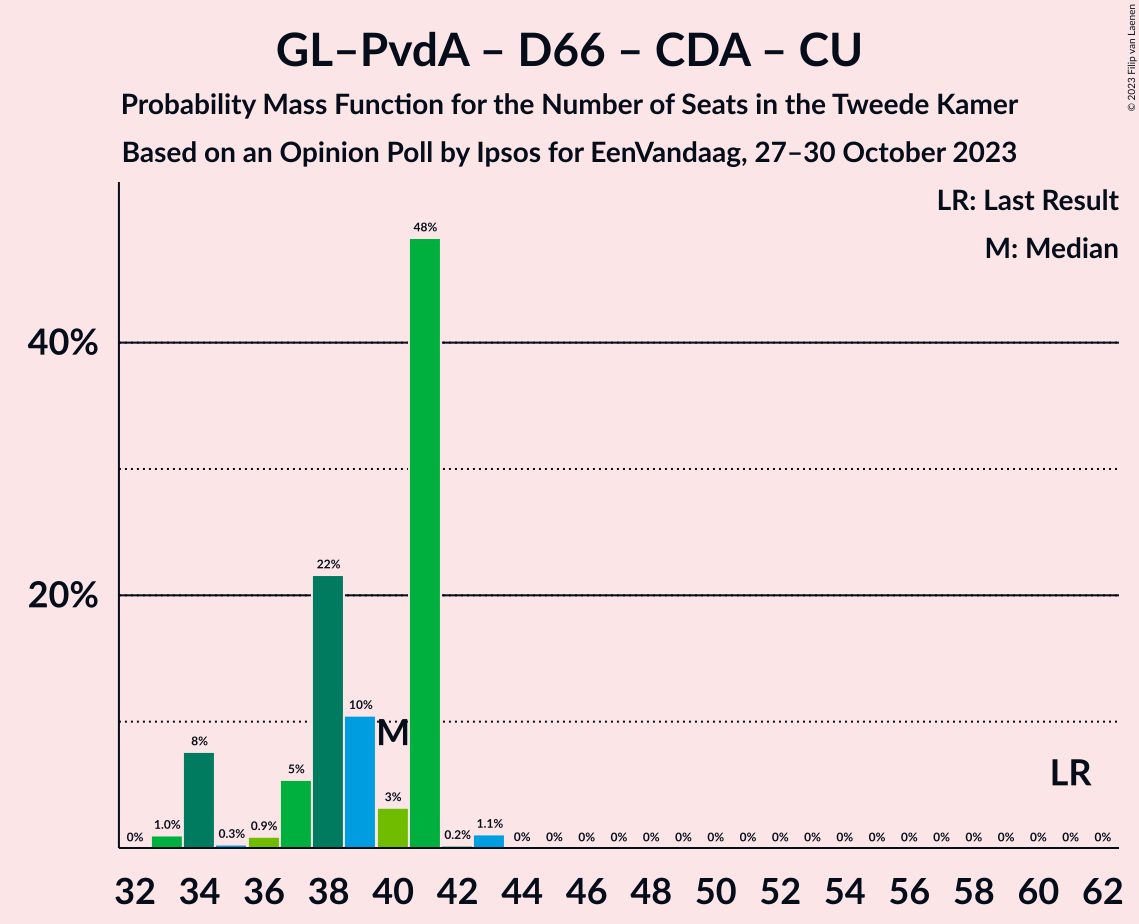 GL–PvdA – D66 – CDA – CU
Probability Mass Function for the Number of Seats in the Tweede Kamer
Based on an Opinion Poll by Ipsos for EenVandaag, 27–30 October 2023
© 2023 Filip van Laenen
LR: Last Result
M: Median
48%
40%
22%
20%
10%
M
8%
5%
LR
3%
0% 1.0% 0.3% 0.9% 0.2% 1.1% 0% 0% 0% 0% 0% 0% 0% 0% 0% 0% 0% 0% 0% 0% 0% 0% 0% 0% 0%
32 34 36 38 40 42 44 46 48 50 52 54 56 58 60 62